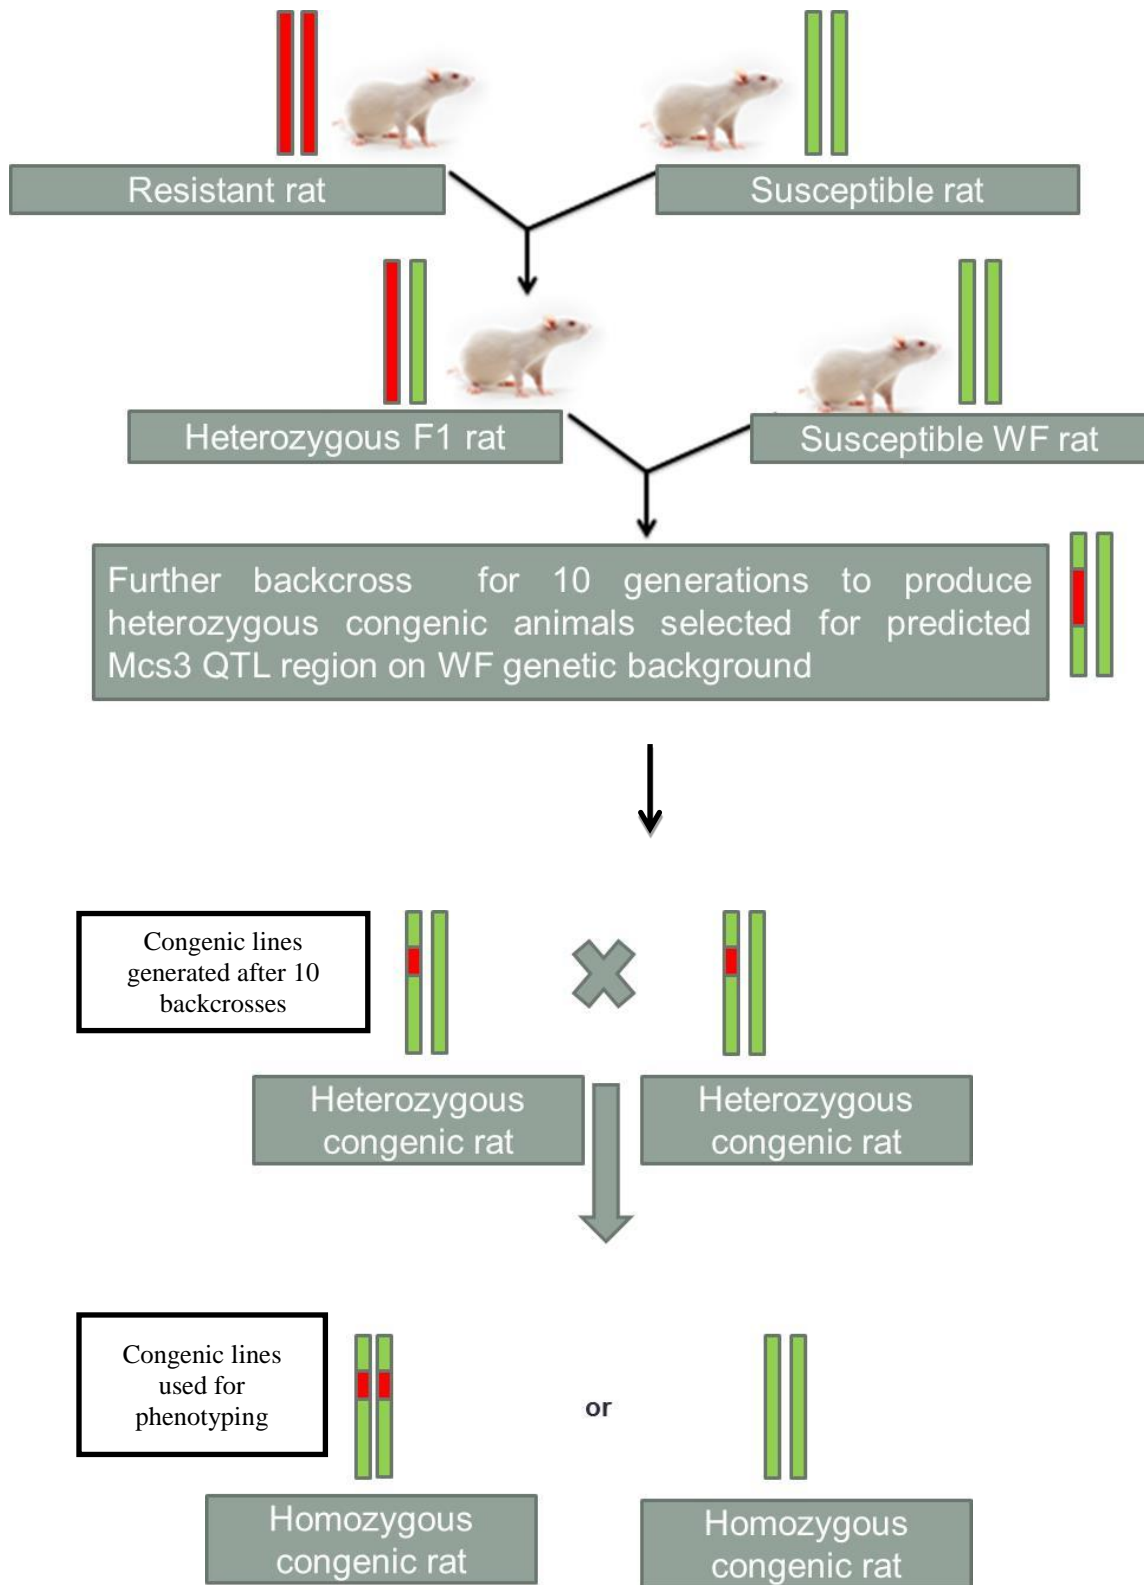 Resistant rat
Susceptible rat
Heterozygous F1 rat
Susceptible WF rat
Further backcross for 10 generations to produce
heterozygous congenic animals selected for predicted
Mcs3 QTL region on WF genetic background
Congenic lines
generated after 10
backcrosses
Heterozygous
congenic rat
Heterozygous
congenic rat
Congenic lines
used for
phenotyping
or
Homozygous
congenic rat
Homozygous
congenic rat